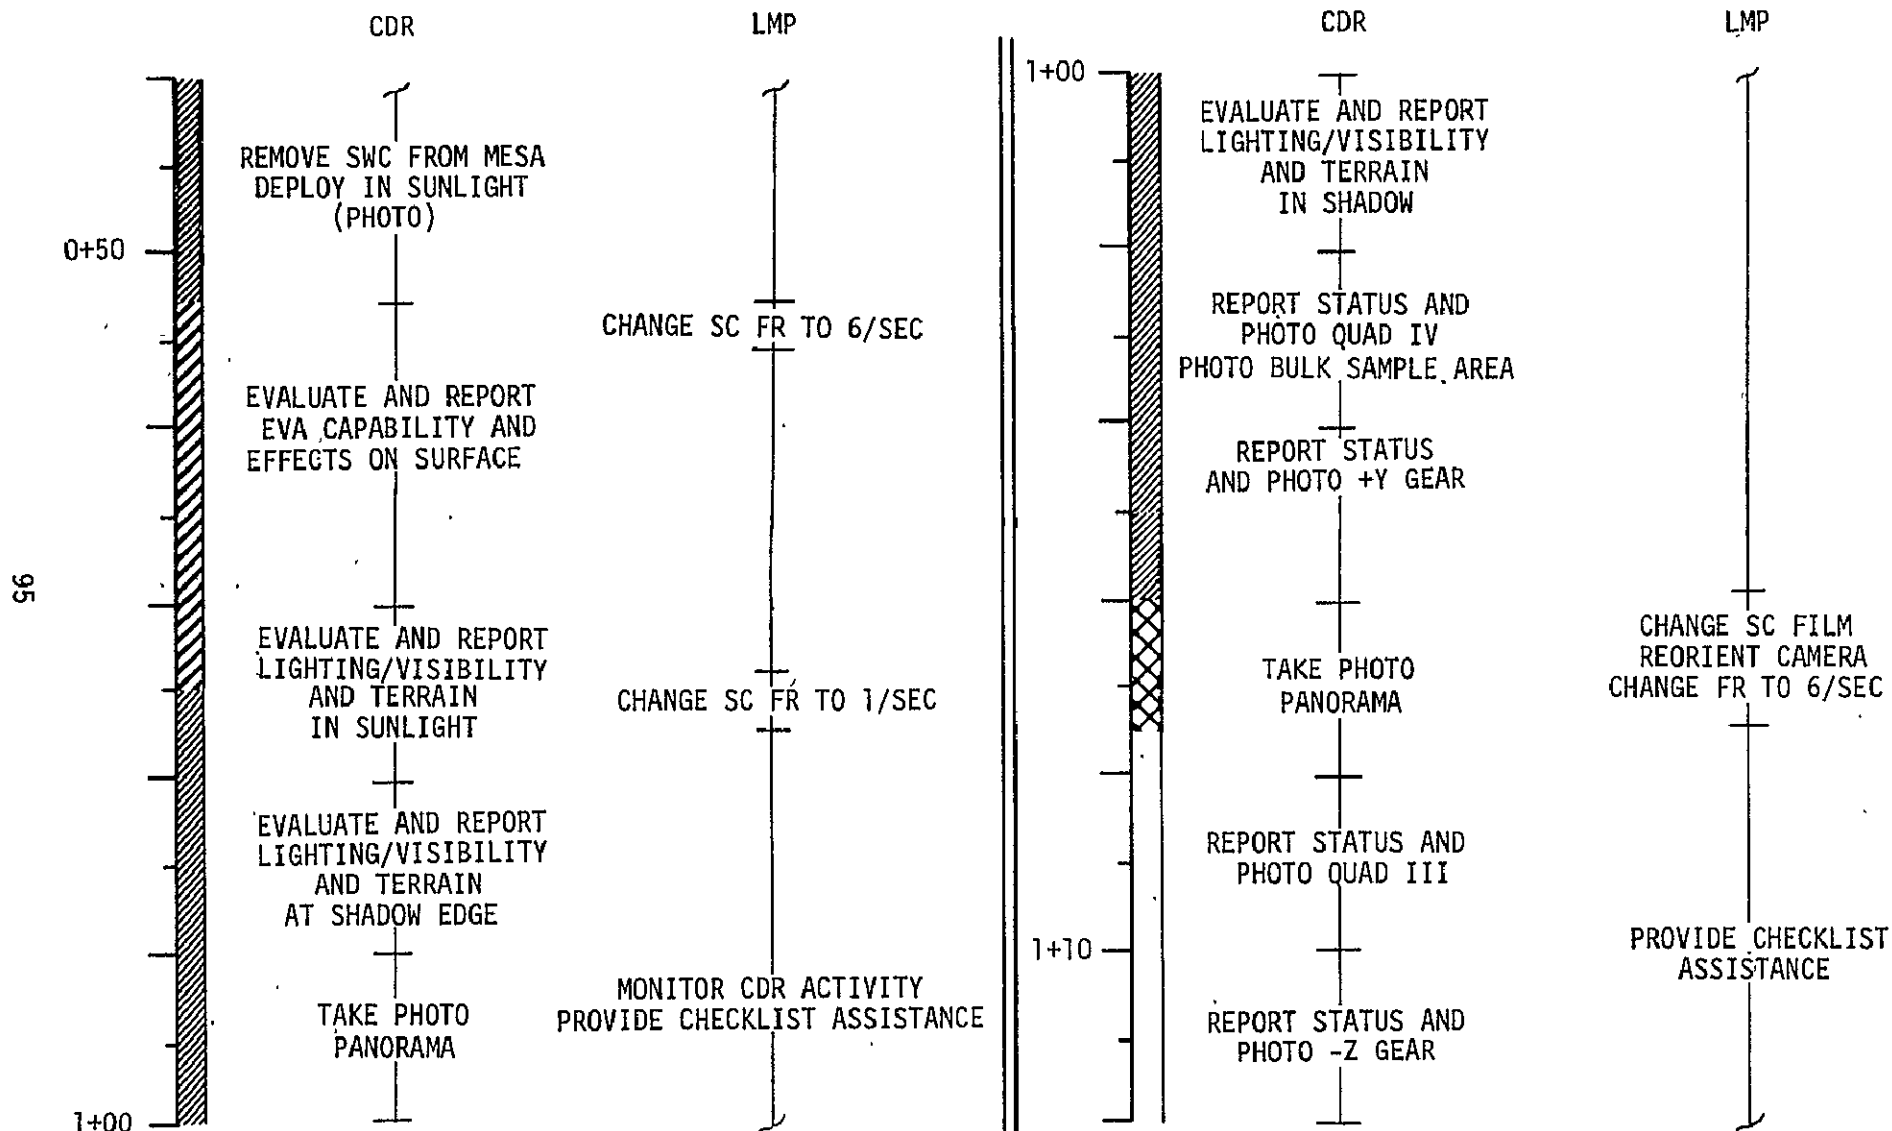 CDR
LMP
REMOVE SWC FROM MESA
DEPLOY IN SUNLIGHT
(PHOTO)
0+50
CHANGE SC FR TO 6/SEC
EVALUATE AND REPORT
EVA CAPABILITY AND
EFFECTS ON SURFACE
EVALUATE AND REPORT
LIGHTING/VISIBILITY
AND TERRAIN
IN SUNLIGHT
CHANGE SC FR TO 1/SEC
EVALUATE AND REPORT
LIGHTING/VISIBILITY
AND TERRAIN
AT SHADOW EDGE
MONITOR CDR ACTIVITY
PROVIDE CHECKLIST ASSISTANCE
TAKE PHOTO
PANORAMA
1+00
95
CDR
LMP
1+00
EVALUATE AND REPORT
LIGHTING/VISIBILITY
AND TERRAIN
IN SHADOW
REPORT STATUS AND
PHOTO QUAD IV
PHOTO BULK SAMPLE AREA
REPORT STATUS
AND PHOTO +Y GEAR
CHANGE SC FILM
REORIENT CAMERA
CHANGE FR TO 6/SEC
TAKE PHOTO
PANORAMA
REPORT STATUS AND
PHOTO QUAD III
1+10
PROVIDE CHECKLIST
ASSISTANCE
REPORT STATUS AND
PHOTO -Z GEAR